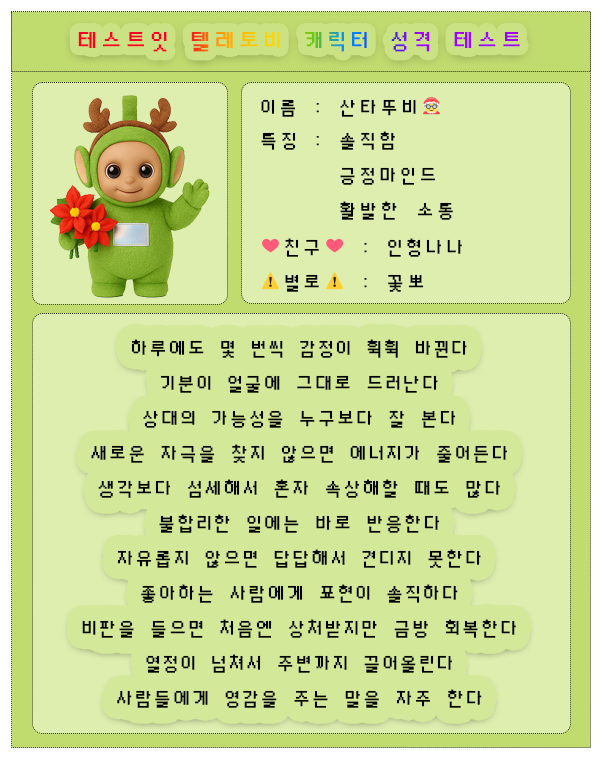 테스트잇 텔레토비 캐릭터 성격 테스트
이름 : 산타뚜비🎅
특징 : 솔직함
긍정마인드
활발한 소통
❤친구❤ : 인형나나
⚠별로⚠ : 꽃뽀
하루에도 몇 번씩 감정이 휙휙 바뀐다
기분이 얼굴에 그대로 드러난다
상대의 가능성을 누구보다 잘 본다
새로운 자극을 찾지 않으면 에너지가 줄어든다
생각보다 섬세해서 혼자 속상해할 때도 많다
불합리한 일에는 바로 반응한다
자유롭지 않으면 답답해서 견디지 못한다
좋아하는 사람에게 표현이 솔직하다
비판을 들으면 처음엔 상처받지만 금방 회복한다
열정이 넘쳐서 주변까지 끌어올린다
사람들에게 영감을 주는 말을 자주 한다